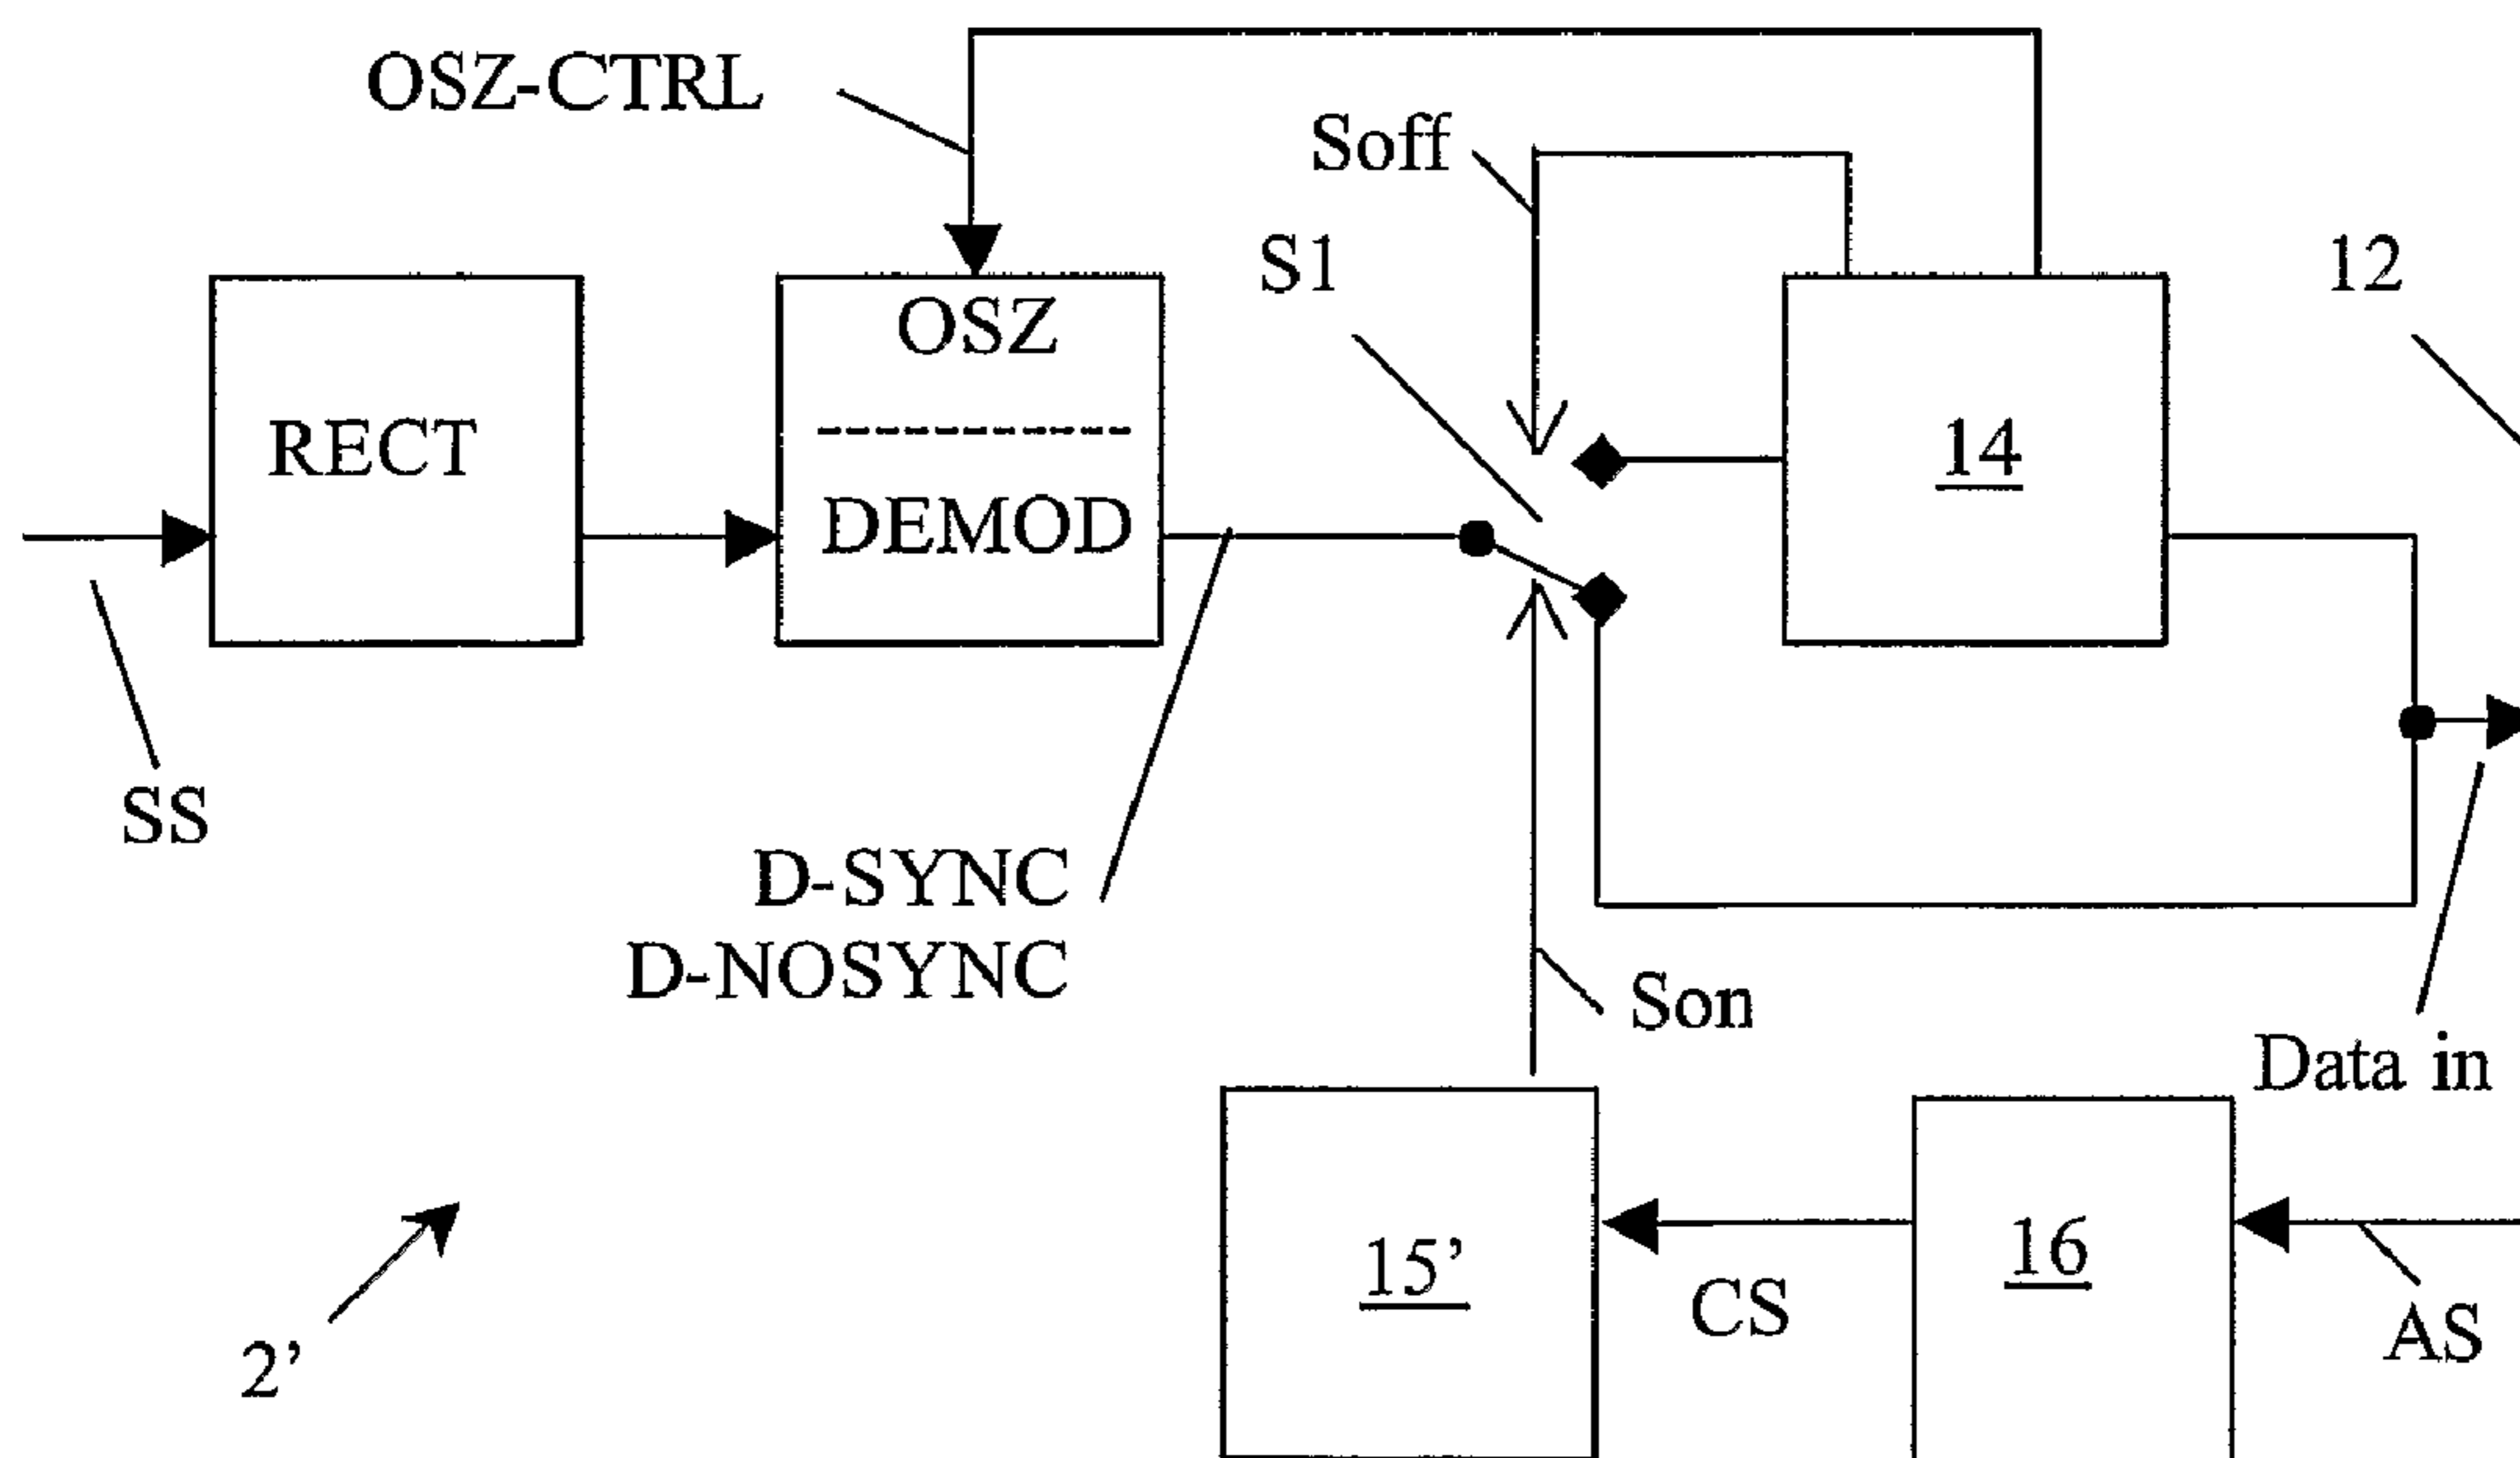 OSZ-CTRL
Soff
S1
12
OSZ
RECT
14
DEMOD
SS
D-SYNC
D-NOSYNC
Son
Data in
15’
16
CS
AS
2’